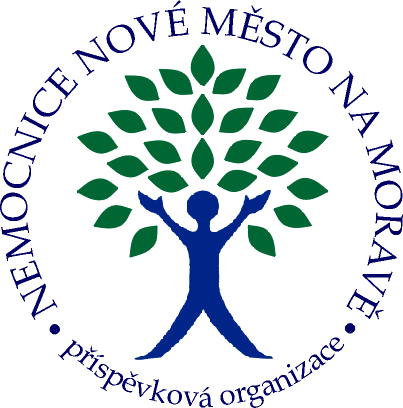 NEMOCNICE NOVÉ MĚSTO NA MORAVĚ
• příspěvková organizace •